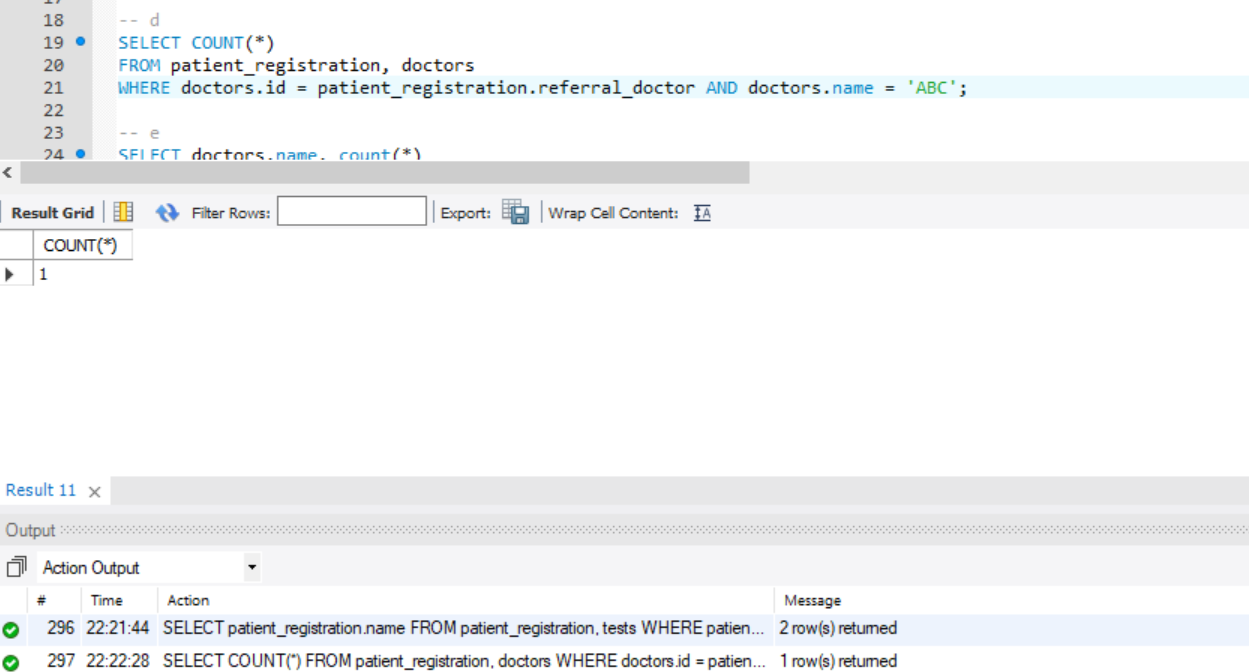 18 -- d
19 SELECT COUNT(*)
20 FROM patient_registration, doctors
21 WHERE doctors.id = patient_registration.referral_doctor AND doctors.name = 'ABC';
22
23 -- e
24 SELECT doctors.name, count(*)
Result Grid Filter Rows: Export: Wrap Cell Content:
COUNT(*)
1
Result 11
Output
Action Output
# Time Action Message
296 22:21:44 SELECT patient_registration.name FROM patient_registration, tests WHERE patien... 2 row(s) returned
297 22:22:28 SELECT COUNT(*) FROM patient_registration, doctors WHERE doctors.id = patien... 1 row(s) returned